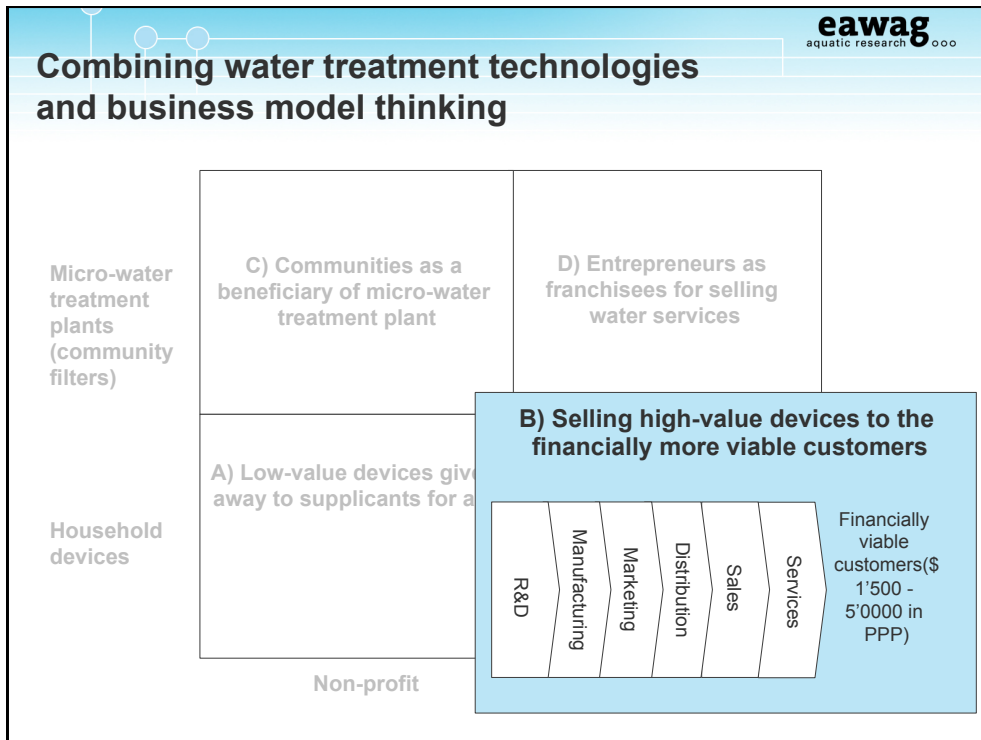 eawag
aquatic research
Combining water treatment technologies
and business model thinking
Micro-water
treatment
plants
(community
filters)
C) Communities as a
beneficiary of micro-water
treatment plant
D) Entrepreneurs as
franchisees for selling
water services
B) Selling high-value devices to the
financially more viable customers
A) Low-value devices give
away to supplicants for a
Household
devices
R&D
Manufacturing
Marketing
Distribution
Sales
Services
Financially
viable
customers($
1'500 -
5'0000 in
PPP)
Non-profit